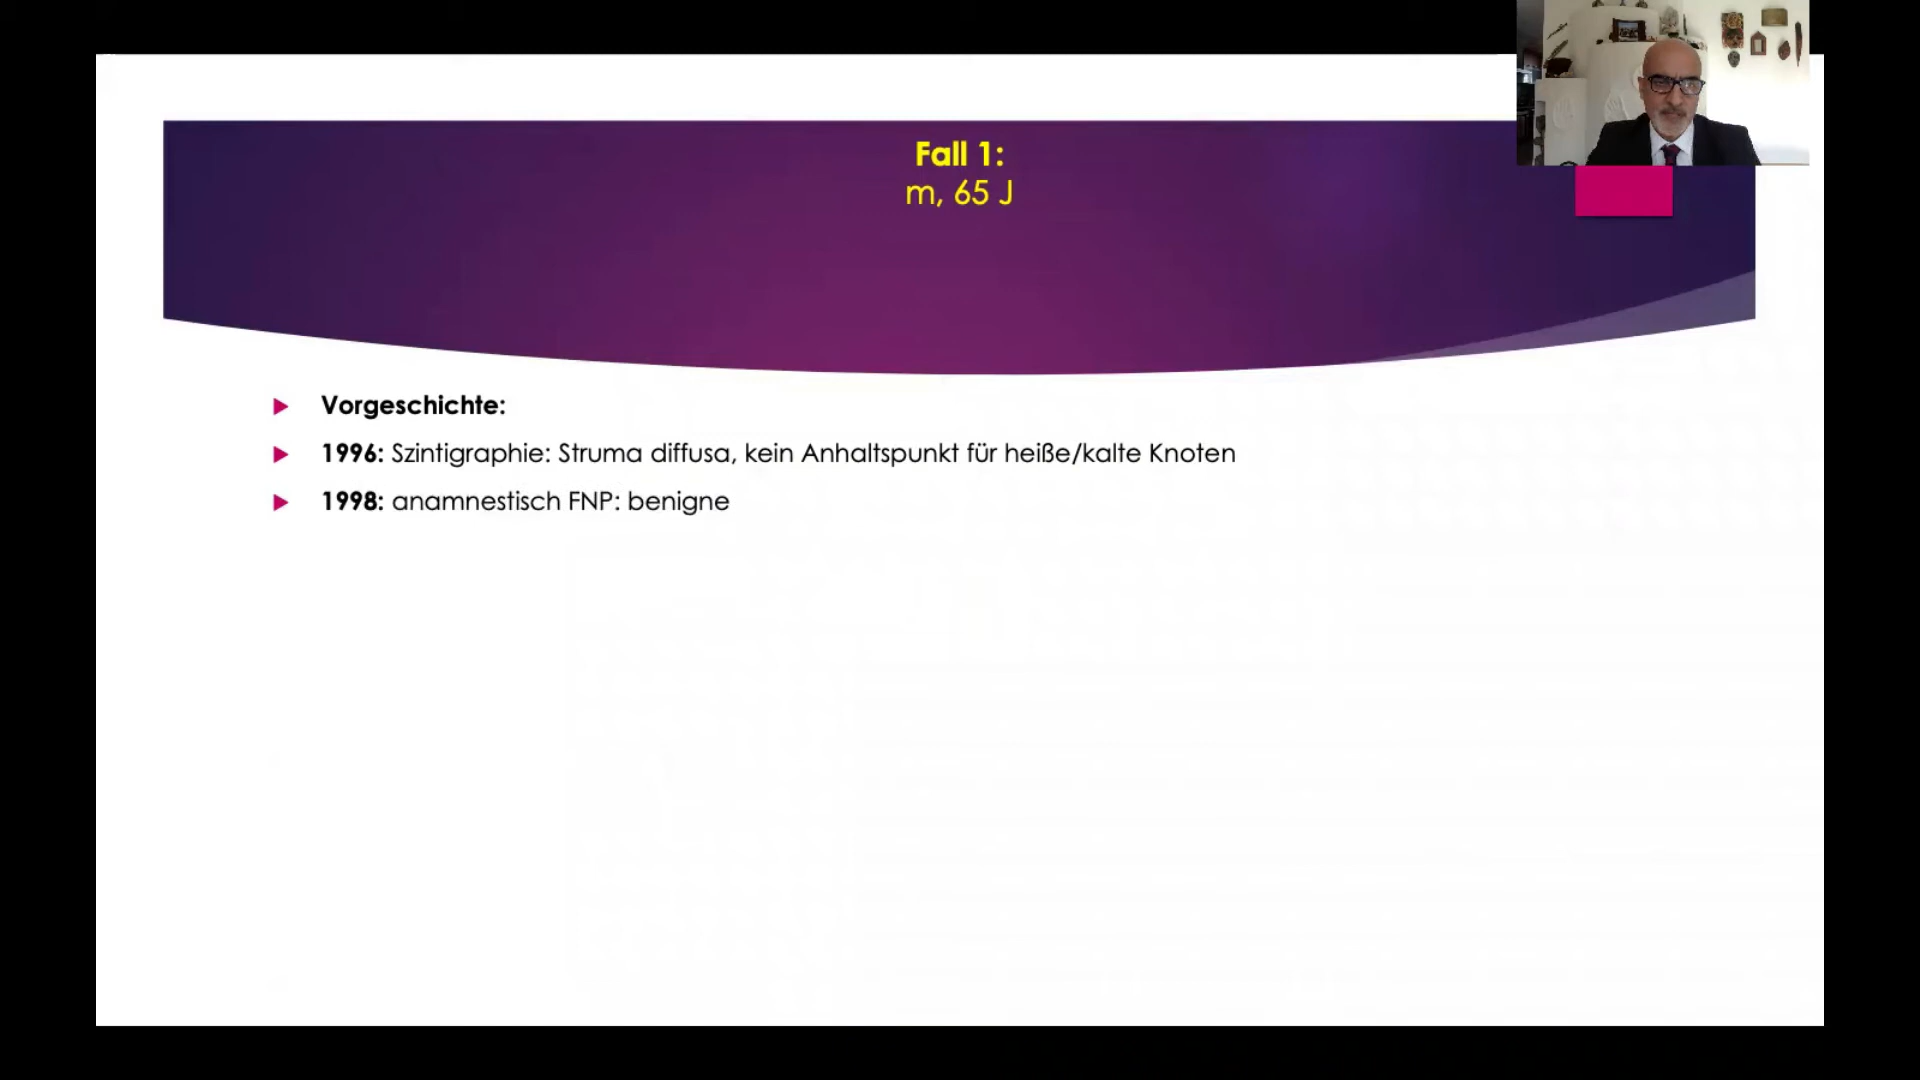 Fall 1:
m, 65 J
Vorgeschichte:
1996: Szintigraphie: Struma diffusa, kein Anhaltspunkt für heiße/kalte Knoten
1998: anamnestisch FNP: benigne